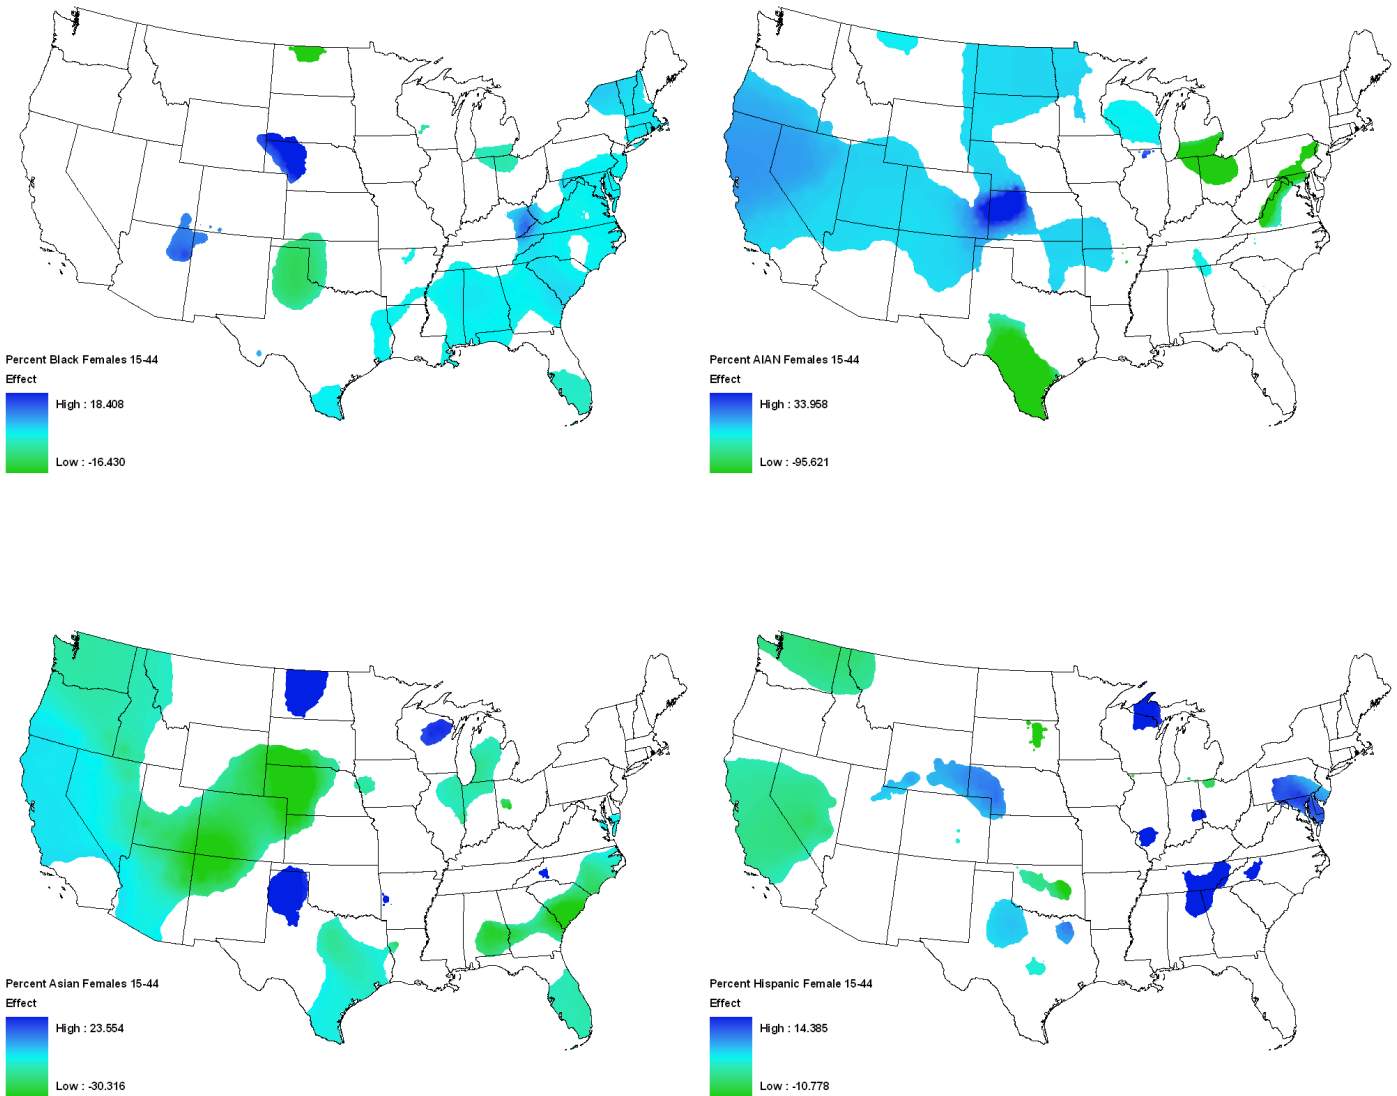 Percent Black Females 15-44
Effect
High : 18.408
Low : -16.430
Percent AIAN Females 15-44
Effect
High : 33.958
Low : -95.621
Percent Asian Females 15-44
Effect
High : 23.554
Low : -30.316
Percent Hispanic Female 15-44
Effect
High : 14.385
Low : -10.778